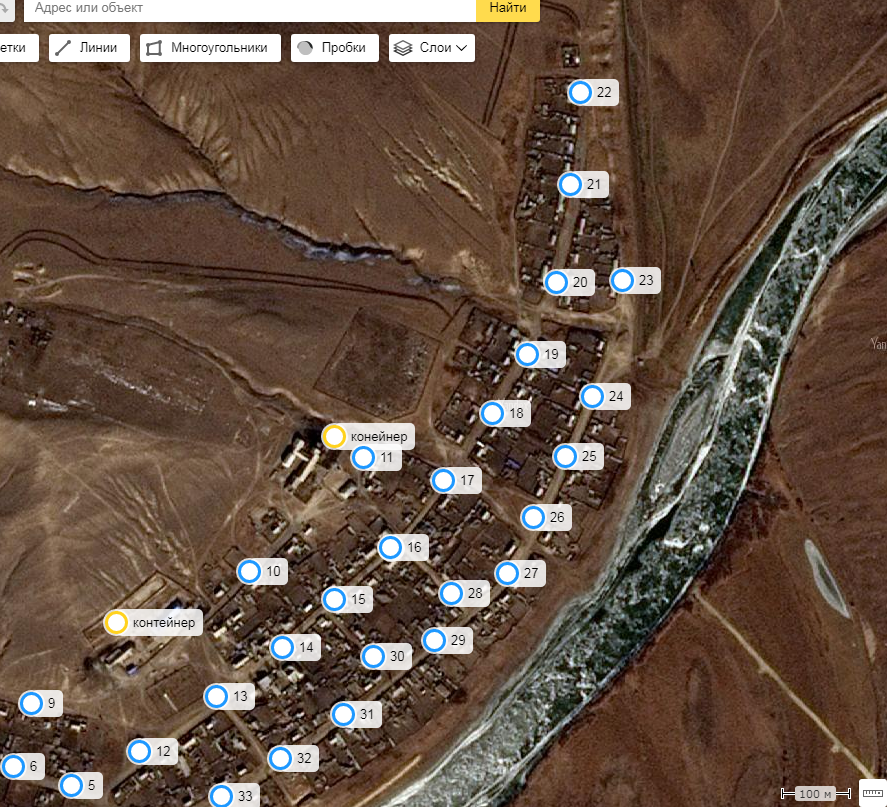 Адрес или объект
Найти
етки
Линии
Многоугольники
Пробки
Слои
22
21
20
23
19
24
18
конейнер
11
25
17
26
16
10
27
28
15
контейнер
29
14
30
13
9
31
12
32
6
5
33
Yan
100 м